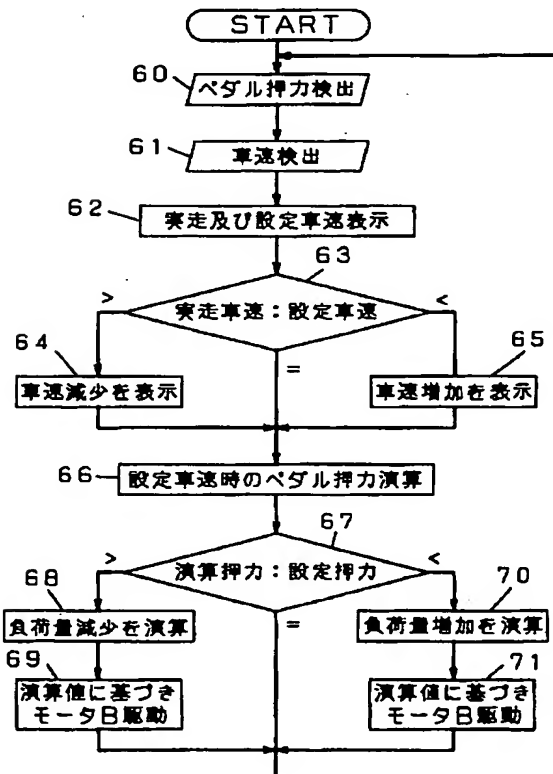 START
60
ペダル押力検出
61
車速検出
62
実走及び設定車速表示
63
> 実走車速：設定車速 <
=
64
車速減少を表示
65
車速増加を表示
66
設定車速時のペダル押力演算
67
> 演算押力：設定押力 <
=
68
負荷量減少を演算
70
負荷量増加を演算
69
演算値に基づき
モータB駆動
71
演算値に基づき
モータB駆動